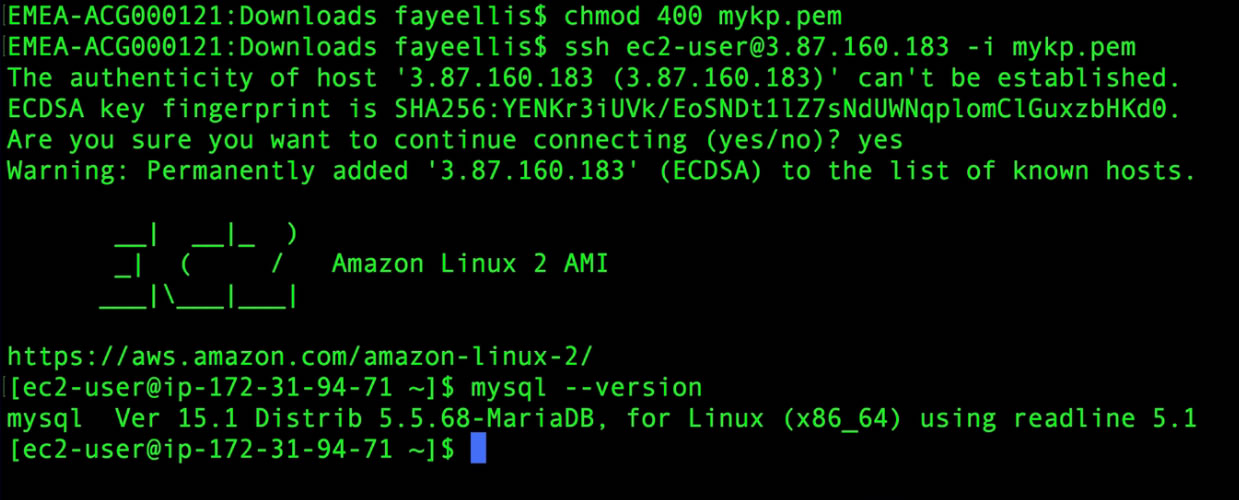 EMEA-ACG000121:Downloads fayeellis$ chmod 400 mykp.pem
EMEA-ACG000121:Downloads fayeellis$ ssh ec2-user@3.87.160.183 -i mykp.pem
The authenticity of host '3.87.160.183 (3.87.160.183)' can't be established.
ECDSA key fingerprint is SHA256:YENKr3iUVk/EoSNDt1lZ7sNdUWNqplomClGuxzbHKd0.
Are you sure you want to continue connecting (yes/no)? yes
Warning: Permanently added '3.87.160.183' (ECDSA) to the list of known hosts.
       __|  __|_  )
       _|  (     /   Amazon Linux 2 AMI
      ___|\___|___|
https://aws.amazon.com/amazon-linux-2/
[ec2-user@ip-172-31-94-71 ~]$ mysql --version
mysql  Ver 15.1 Distrib 5.5.68-MariaDB, for Linux (x86_64) using readline 5.1
[ec2-user@ip-172-31-94-71 ~]$